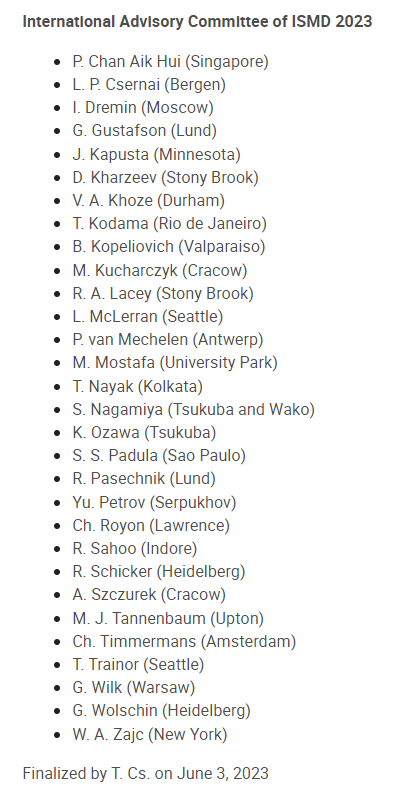 International Advisory Committee of ISMD 2023
P. Chan Aik Hui (Singapore)
L. P. Csernai (Bergen)
I. Dremin (Moscow)
G. Gustafson (Lund)
J. Kapusta (Minnesota)
D. Kharzeev (Stony Brook)
V. A. Khoze (Durham)
T. Kodama (Rio de Janeiro)
B. Kopeliovich (Valparaiso)
M. Kucharczyk (Cracow)
R. A. Lacey (Stony Brook)
L. McLerran (Seattle)
P. van Mechelen (Antwerp)
M. Mostafa (University Park)
T. Nayak (Kolkata)
S. Nagamiya (Tsukuba and Wako)
K. Ozawa (Tsukuba)
S. S. Padula (Sao Paulo)
R. Pasechnik (Lund)
Yu. Petrov (Serpukhov)
Ch. Royon (Lawrence)
R. Sahoo (Indore)
R. Schicker (Heidelberg)
A. Szczurek (Cracow)
M. J. Tannenbaum (Upton)
Ch. Timmermans (Amsterdam)
T. Trainor (Seattle)
G. Wilk (Warsaw)
G. Wolschin (Heidelberg)
W. A. Zajc (New York)
Finalized by T. Cs. on June 3, 2023